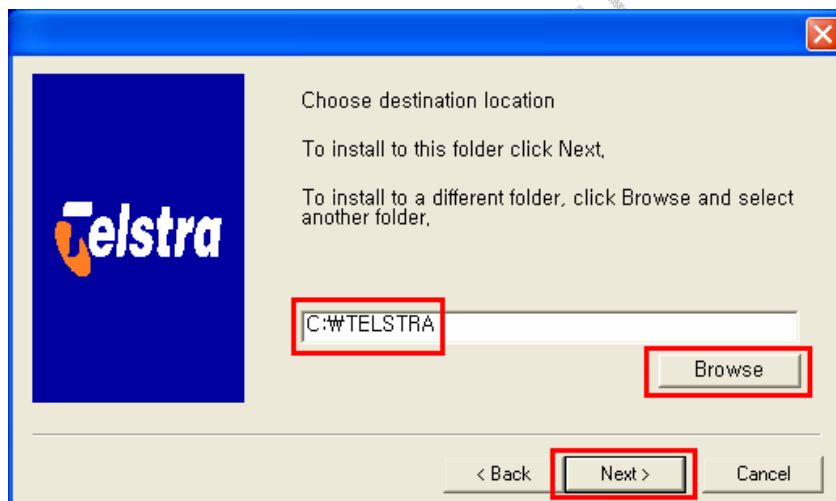 Telstra
Choose destination location
To install to this folder click Next,
To install to a different folder, click Browse and select
another folder,
C:₩TELSTRA
Browse
< Back
Next >
Cancel